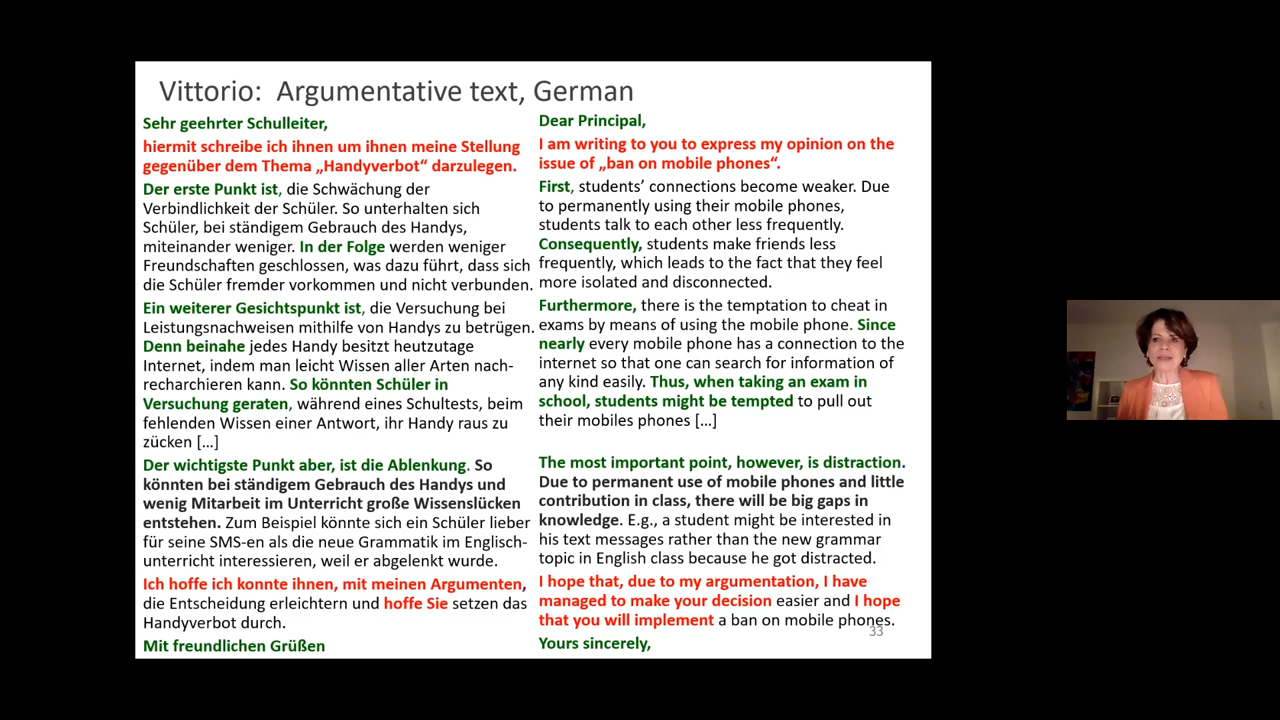 Vittorio: Argumentative text, German
Sehr geehrter Schulleiter,
hiermit schreibe ich ihnen um ihnen meine Stellung
gegenüber dem Thema „Handyverbot“ darzulegen.
Der erste Punkt ist, die Schwächung der
Verbindlichkeit der Schüler. So unterhalten sich
Schüler, bei ständigem Gebrauch des Handys,
miteinander weniger. In der Folge werden weniger
Freundschaften geschlossen, was dazu führt, dass sich
die Schüler fremder vorkommen und nicht verbunden.
Ein weiterer Gesichtspunkt ist, die Versuchung bei
Leistungsnachweisen mithilfe von Handys zu betrügen.
Denn beinahe jedes Handy besitzt heutzutage
Internet, indem man leicht Wissen aller Arten nach-
recharchieren kann. So könnten Schüler in
Versuchung geraten, während eines Schultests, beim
fehlenden Wissen einer Antwort, ihr Handy raus zu
zücken […]
Der wichtigste Punkt aber, ist die Ablenkung. So
könnten bei ständigem Gebrauch des Handys und
wenig Mitarbeit im Unterricht große Wissenslücken
entstehen. Zum Beispiel könnte sich ein Schüler lieber
für seine SMS-en als die neue Grammatik im Englisch-
unterricht interessieren, weil er abgelenkt wurde.
Ich hoffe ich konnte ihnen, mit meinen Argumenten,
die Entscheidung erleichtern und hoffe Sie setzen das
Handyverbot durch.
Mit freundlichen Grüßen
Dear Principal,
I am writing to you to express my opinion on the
issue of „ban on mobile phones“.
First, students’ connections become weaker. Due
to permanently using their mobile phones,
students talk to each other less frequently.
Consequently, students make friends less
frequently, which leads to the fact that they feel
more isolated and disconnected.
Furthermore, there is the temptation to cheat in
exams by means of using the mobile phone. Since
nearly every mobile phone has a connection to the
internet so that one can search for information of
any kind easily. Thus, when taking an exam in
school, students might be tempted to pull out
their mobiles phones […]
The most important point, however, is distraction.
Due to permanent use of mobile phones and little
contribution in class, there will be big gaps in
knowledge. E.g., a student might be interested in
his text messages rather than the new grammar
topic in English class because he got distracted.
I hope that, due to my argumentation, I have
managed to make your decision easier and I hope
that you will implement a ban on mobile phones.
Yours sincerely,
33